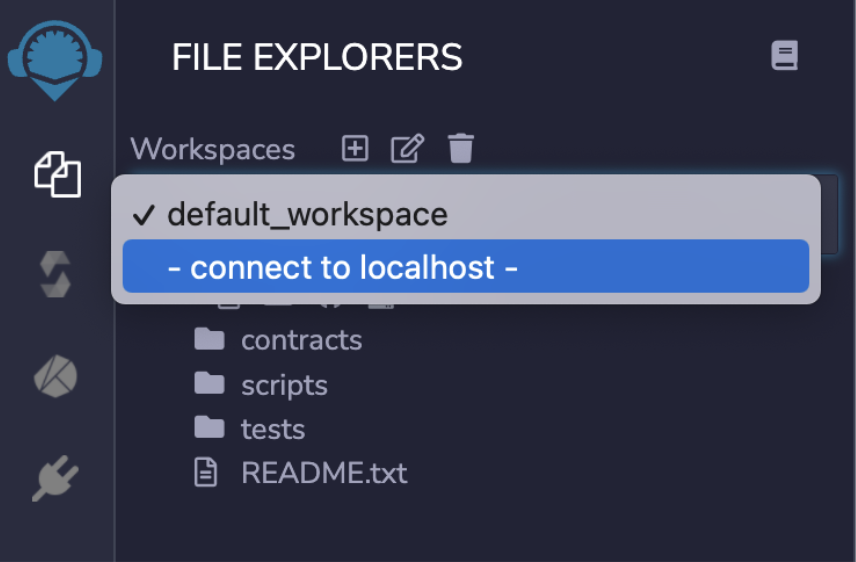 FILE EXPLORERS
Workspaces
✓ default_workspace
- connect to localhost -
contracts
scripts
tests
README.txt